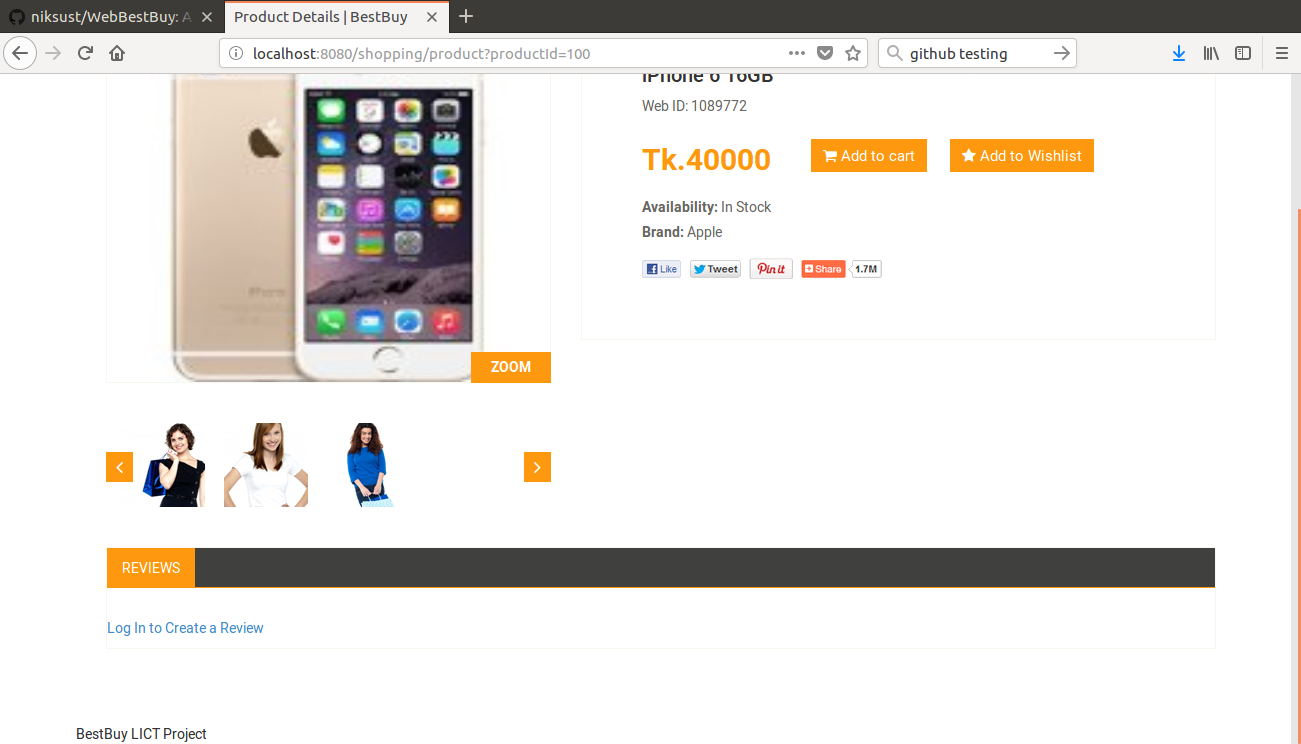 niksust/WebBestBuy: A
Product Details | BestBuy
localhost:8080/shopping/product?productId=100
github testing
iPhone 6 16GB
Web ID: 1089772
Tk.40000
Add to cart
Add to Wishlist
Availability: In Stock
Brand: Apple
Like
Tweet
Pin it
Share
1.7M
ZOOM
REVIEWS
Log In to Create a Review
BestBuy LICT Project